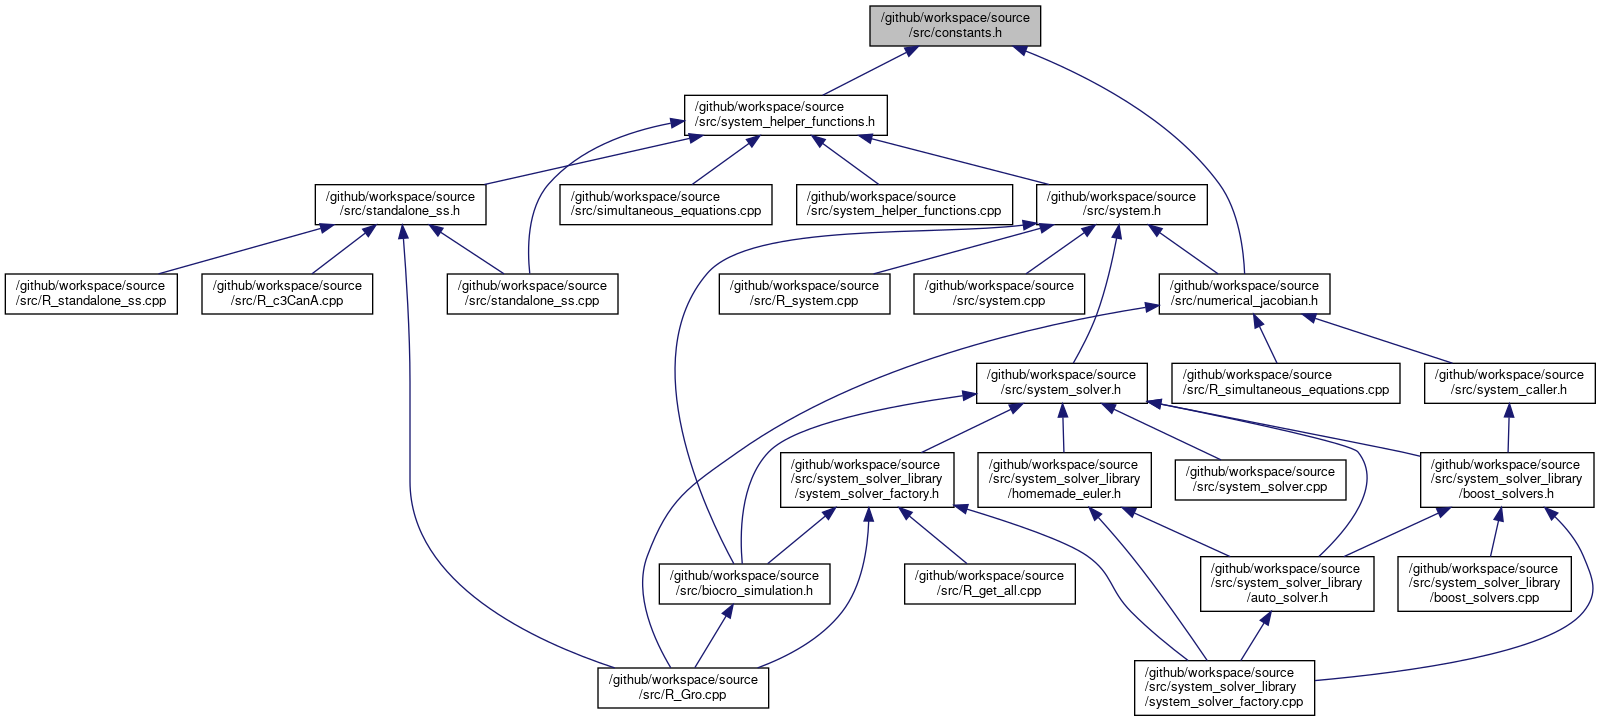 /github/workspace/source
/src/constants.h
/github/workspace/source
/src/system_helper_functions.h
/github/workspace/source
/src/standalone_ss.h
/github/workspace/source
/src/simultaneous_equations.cpp
/github/workspace/source
/src/system_helper_functions.cpp
/github/workspace/source
/src/system.h
/github/workspace/source
/src/R_standalone_ss.cpp
/github/workspace/source
/src/R_c3CanA.cpp
/github/workspace/source
/src/standalone_ss.cpp
/github/workspace/source
/src/R_system.cpp
/github/workspace/source
/src/system.cpp
/github/workspace/source
/src/numerical_jacobian.h
/github/workspace/source
/src/system_solver.h
/github/workspace/source
/src/R_simultaneous_equations.cpp
/github/workspace/source
/src/system_caller.h
/github/workspace/source
/src/system_solver_library
/system_solver_factory.h
/github/workspace/source
/src/system_solver_library
/homemade_euler.h
/github/workspace/source
/src/system_solver.cpp
/github/workspace/source
/src/system_solver_library
/boost_solvers.h
/github/workspace/source
/src/biocro_simulation.h
/github/workspace/source
/src/R_get_all.cpp
/github/workspace/source
/src/system_solver_library
/auto_solver.h
/github/workspace/source
/src/system_solver_library
/boost_solvers.cpp
/github/workspace/source
/src/R_Gro.cpp
/github/workspace/source
/src/system_solver_library
/system_solver_factory.cpp